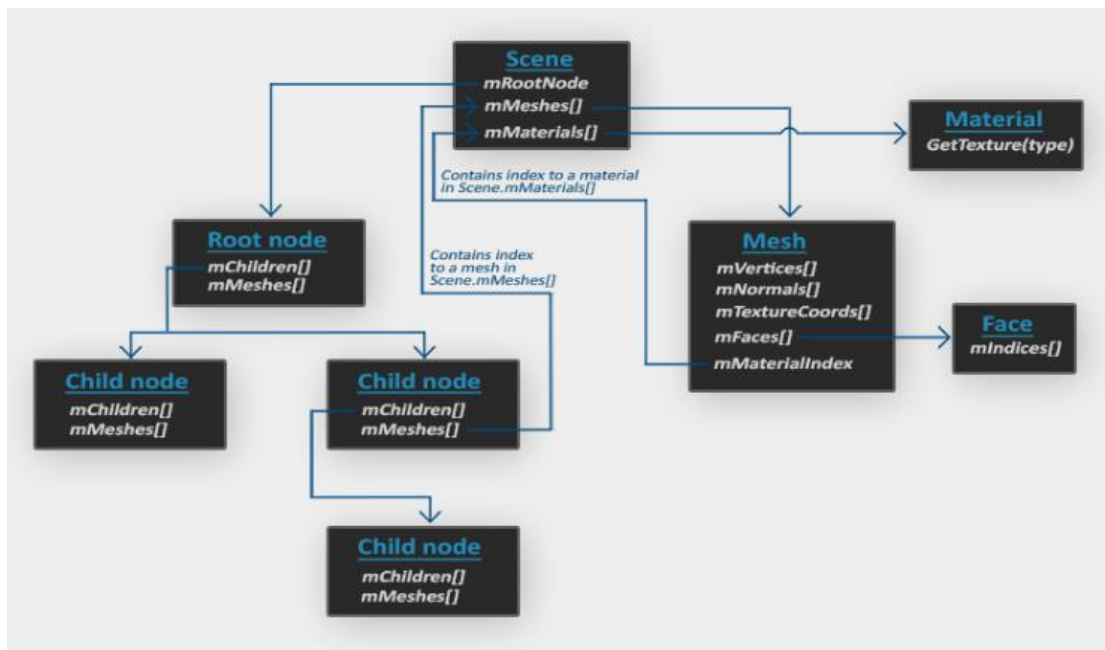 Scene
mRootNode
mMeshes[]
mMaterials[]
Material
GetTexture(type)
Contains index to a material
in Scene.mMaterials[]
Root node
mChildren[]
mMeshes[]
Contains index
to a mesh in
Scene.mMeshes[]
Mesh
mVertices[]
mNormals[]
mTextureCoords[]
mFaces[]
mMaterialIndex
Face
mIndices[]
Child node
mChildren[]
mMeshes[]
Child node
mChildren[]
mMeshes[]
Child node
mChildren[]
mMeshes[]